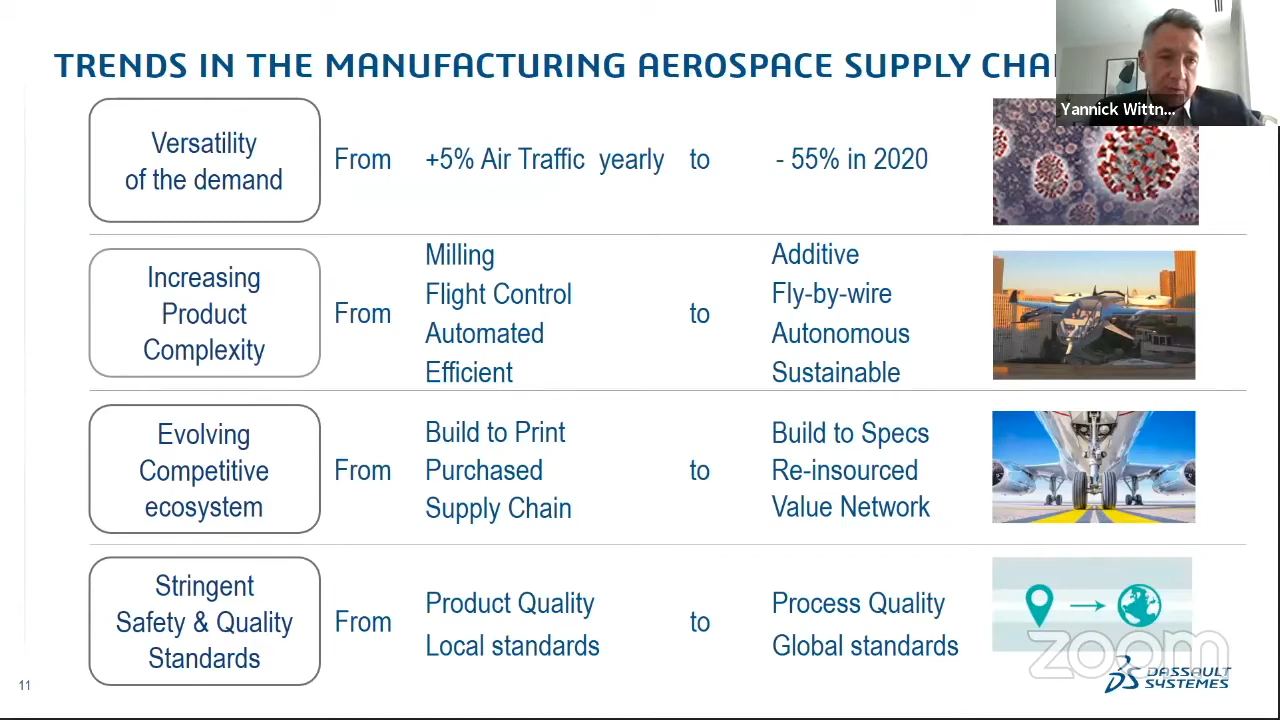 TRENDS IN THE MANUFACTURING AEROSPACE SUPPLY CHA
Yannick Wittn...
Versatility
of the demand
From +5% Air Traffic yearly to - 55% in 2020
Increasing
Product
Complexity
From
Milling
Flight Control
Automated
Efficient
to
Additive
Fly-by-wire
Autonomous
Sustainable
Evolving
Competitive
ecosystem
From
Build to Print
Purchased
Supply Chain
to
Build to Specs
Re-insourced
Value Network
Stringent
Safety & Quality
Standards
From
Product Quality
Local standards
to
Process Quality
Global standards
zoom
DASSAULT
SYSTEMES
11